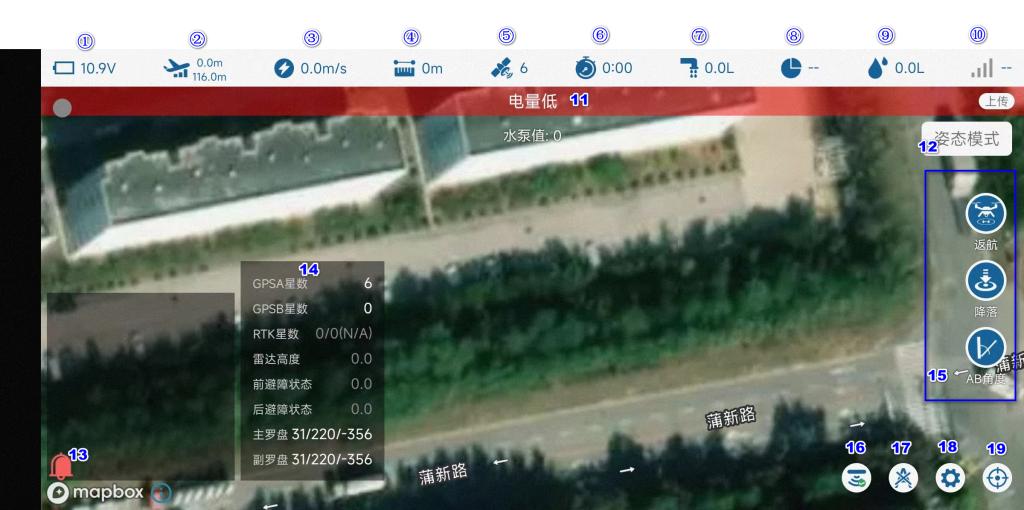 ① ② ③ ④ ⑤ ⑥ ⑦ ⑧ ⑨ ⑩
10.9V 0.0m 116.0m 0.0m/s 0m 6 0:00 0.0L -- 0.0L --
电量低 11 上传
水泵值: 0
12 姿态模式
返航
降落
15 AB角度
蒲新
14
GPSA星数 6
GPSB星数 0
RTK星数 0/0(N/A)
雷达高度 0.0
前避障状态 0.0
后避障状态 0.0
主罗盘 31/220/-356
副罗盘 31/220/-356
蒲新路
蒲新路
13
16 17 18 19
mapbox